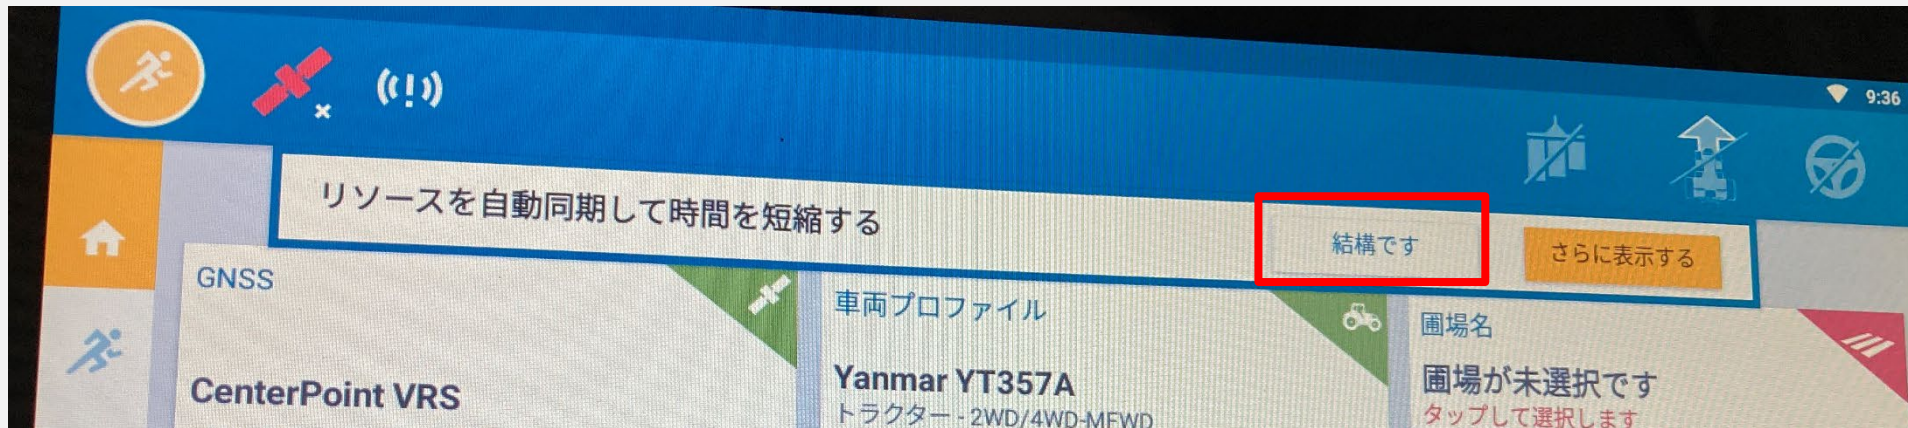 9:36
リソースを自動同期して時間を短縮する
結構です
さらに表示する
GNSS
車両プロファイル
圃場名
CenterPoint VRS
Yanmar YT357A
圃場が未選択です
トラクター - 2WD/4WD-MFWD
タップして選択します